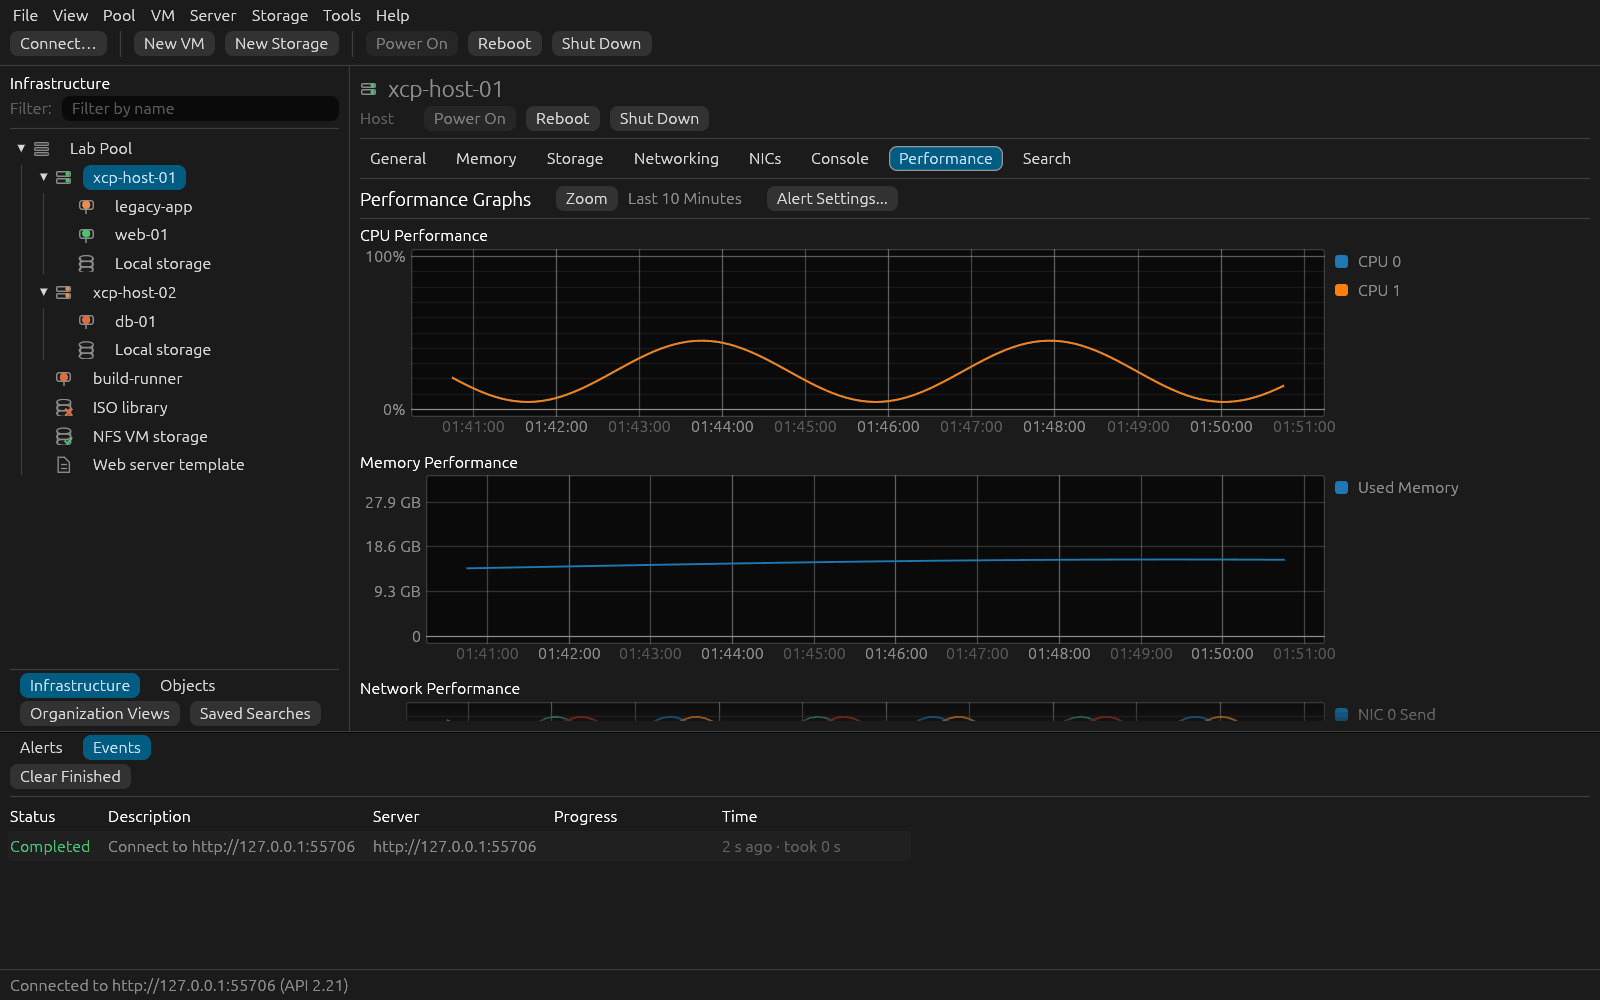 File View Pool VM Server Storage Tools Help
Connect… New VM New Storage Power On Reboot Shut Down
Infrastructure
Filter: Filter by name
Lab Pool
xcp-host-01
legacy-app
web-01
Local storage
xcp-host-02
db-01
Local storage
build-runner
ISO library
NFS VM storage
Web server template
Infrastructure Objects
Organization Views Saved Searches
xcp-host-01
Host Power On Reboot Shut Down
General Memory Storage Networking NICs Console Performance Search
Performance Graphs Zoom Last 10 Minutes Alert Settings...
CPU Performance
100%
0%
01:41:00 01:42:00 01:43:00 01:44:00 01:45:00 01:46:00 01:47:00 01:48:00 01:49:00 01:50:00 01:51:00
CPU 0
CPU 1
Memory Performance
27.9 GB
18.6 GB
9.3 GB
0
01:41:00 01:42:00 01:43:00 01:44:00 01:45:00 01:46:00 01:47:00 01:48:00 01:49:00 01:50:00 01:51:00
Used Memory
Network Performance
NIC 0 Send
Alerts Events
Clear Finished
Status Description Server Progress Time
Completed Connect to http://127.0.0.1:55706 http://127.0.0.1:55706 2 s ago · took 0 s
Connected to http://127.0.0.1:55706 (API 2.21)